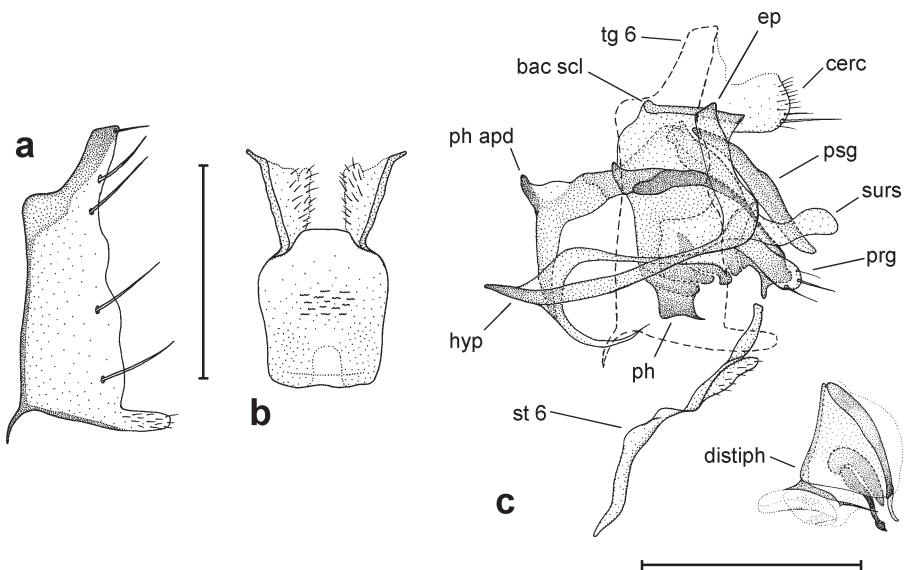 a
b
tg 6
ep
bac scl
cerc
ph apd
psg
surs
prg
hyp
ph
st 6
distiph
c